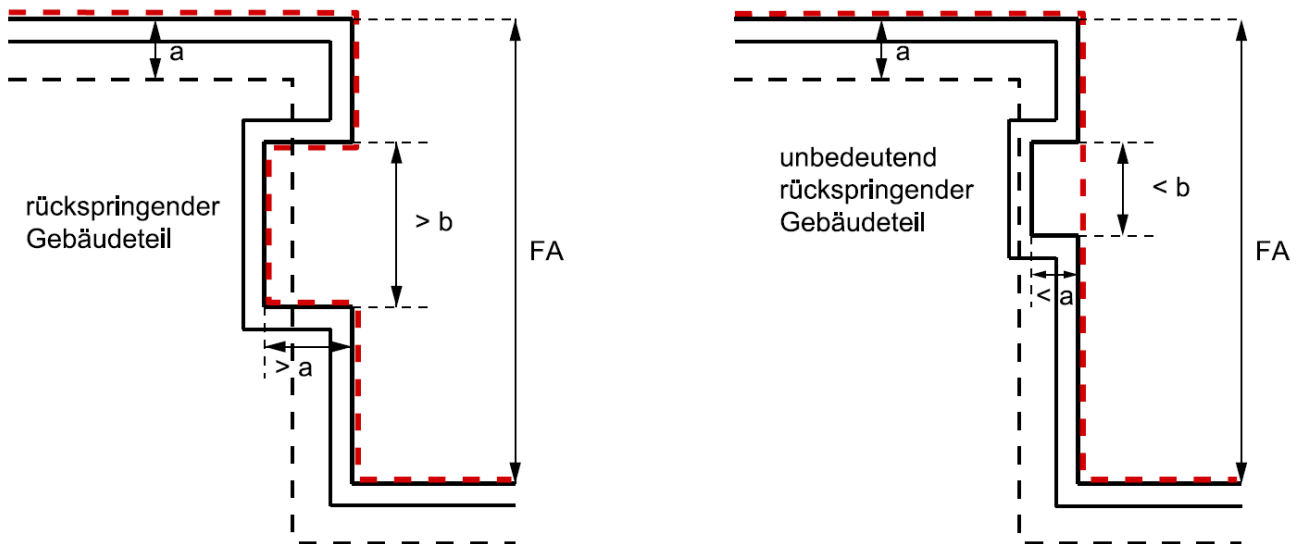 a
rückspringender
Gebäudeteil
> b
FA
> a
a
unbedeutend
rückspringender
Gebäudeteil
< b
FA
< a